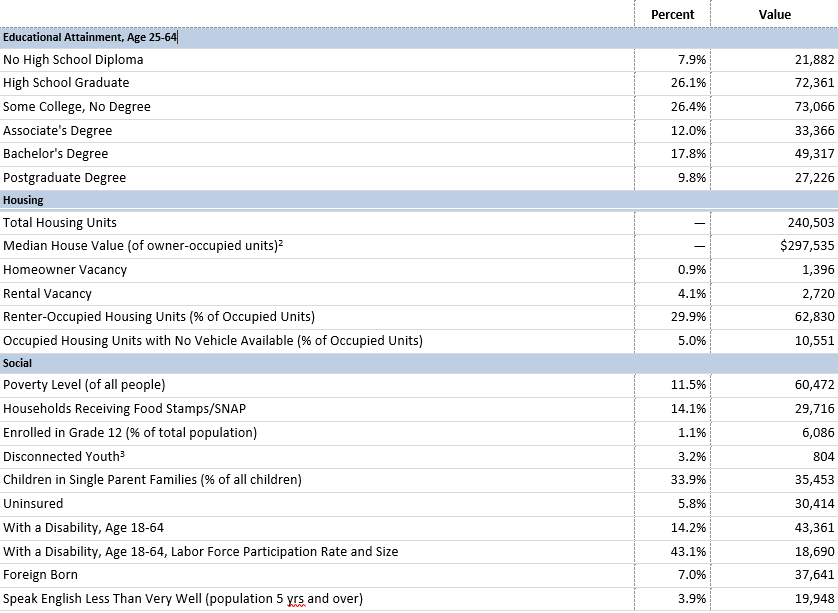 Percent Value
Educational Attainment, Age 25-64
No High School Diploma 7.9% 21,882
High School Graduate 26.1% 72,361
Some College, No Degree 26.4% 73,066
Associate's Degree 12.0% 33,366
Bachelor's Degree 17.8% 49,317
Postgraduate Degree 9.8% 27,226
Housing
Total Housing Units — 240,503
Median House Value (of owner-occupied units)² — $297,535
Homeowner Vacancy 0.9% 1,396
Rental Vacancy 4.1% 2,720
Renter-Occupied Housing Units (% of Occupied Units) 29.9% 62,830
Occupied Housing Units with No Vehicle Available (% of Occupied Units) 5.0% 10,551
Social
Poverty Level (of all people) 11.5% 60,472
Households Receiving Food Stamps/SNAP 14.1% 29,716
Enrolled in Grade 12 (% of total population) 1.1% 6,086
Disconnected Youth³ 3.2% 804
Children in Single Parent Families (% of all children) 33.9% 35,453
Uninsured 5.8% 30,414
With a Disability, Age 18-64 14.2% 43,361
With a Disability, Age 18-64, Labor Force Participation Rate and Size 43.1% 18,690
Foreign Born 7.0% 37,641
Speak English Less Than Very Well (population 5 yrs and over) 3.9% 19,948